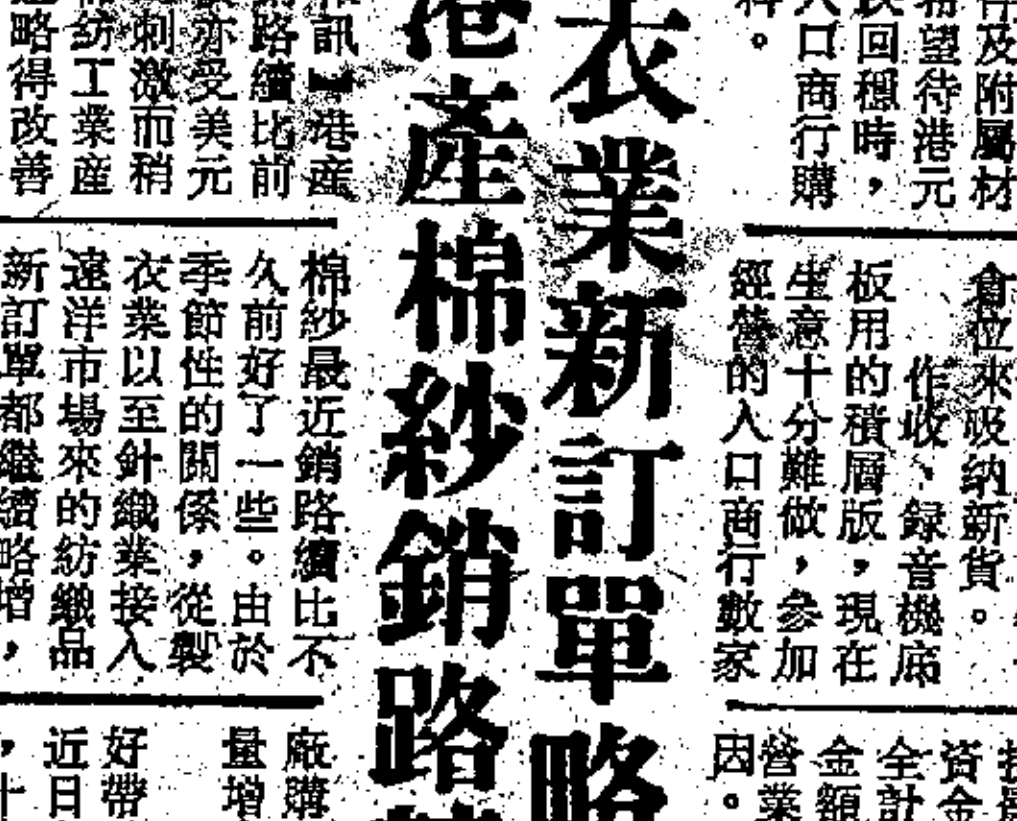 件及附屬材
希望待港元
快回穩時，
入口商行購
料。
倉位來吸納新貨。
作收、録音機底
板用的積層版，現在
生意十分難做，參加
經營的入口商行數家
資金
全計
金額
營業
因。
衣業新訂單略
港產棉紗銷路
訊】港産
路續比前
亦受美元
刺激而稍
紡工業産
略得改善
棉紗最近銷路續比不
久前好了一些。由於
季節性的關係，從製
衣業以至針織業接入
遠洋市場來的紡織品
新訂單都繼續略增，
廠購
量增
好帶
近日